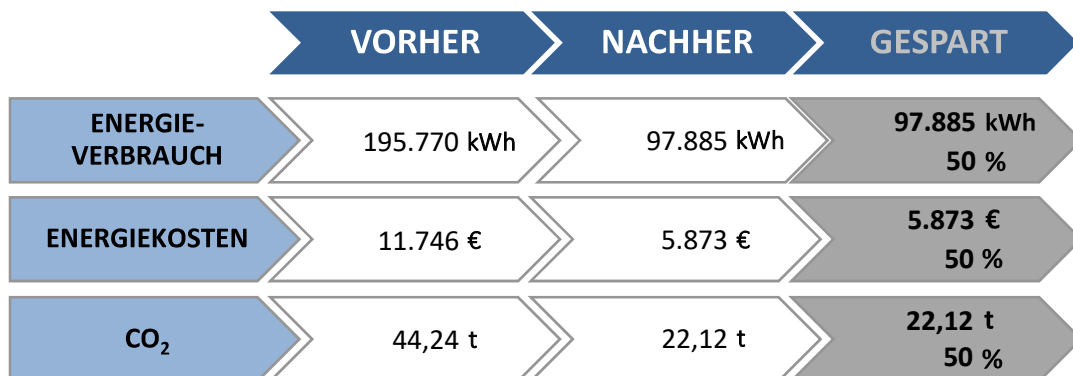 VORHER NACHHER GESPART
ENERGIE-
VERBRAUCH
195.770 kWh
97.885 kWh
97.885 kWh
50 %
ENERGIEKOSTEN
11.746 €
5.873 €
5.873 €
50 %
CO₂
44,24 t
22,12 t
22,12 t
50 %